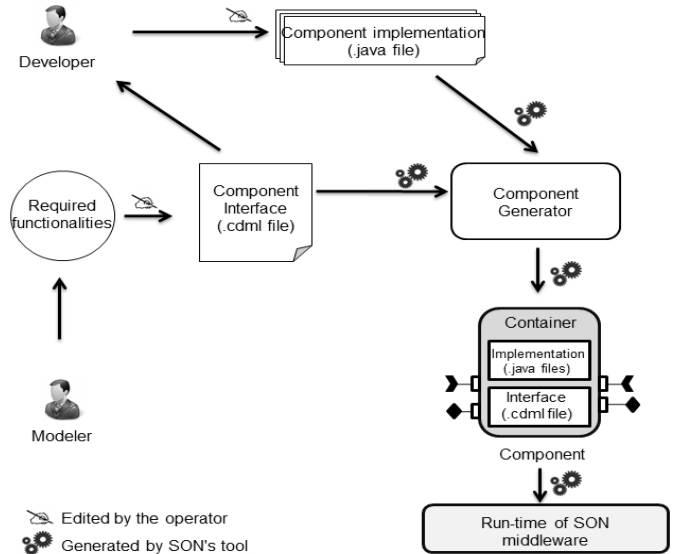 Developer
Component implementation
(.java file)
Required
functionalities
Component
Interface
(.cdml file)
Component
Generator
Modeler
Container
Implementation
(.java files)
Interface
(.cdml file)
Component
Run-time of SON
middleware
Edited by the operator
Generated by SON's tool